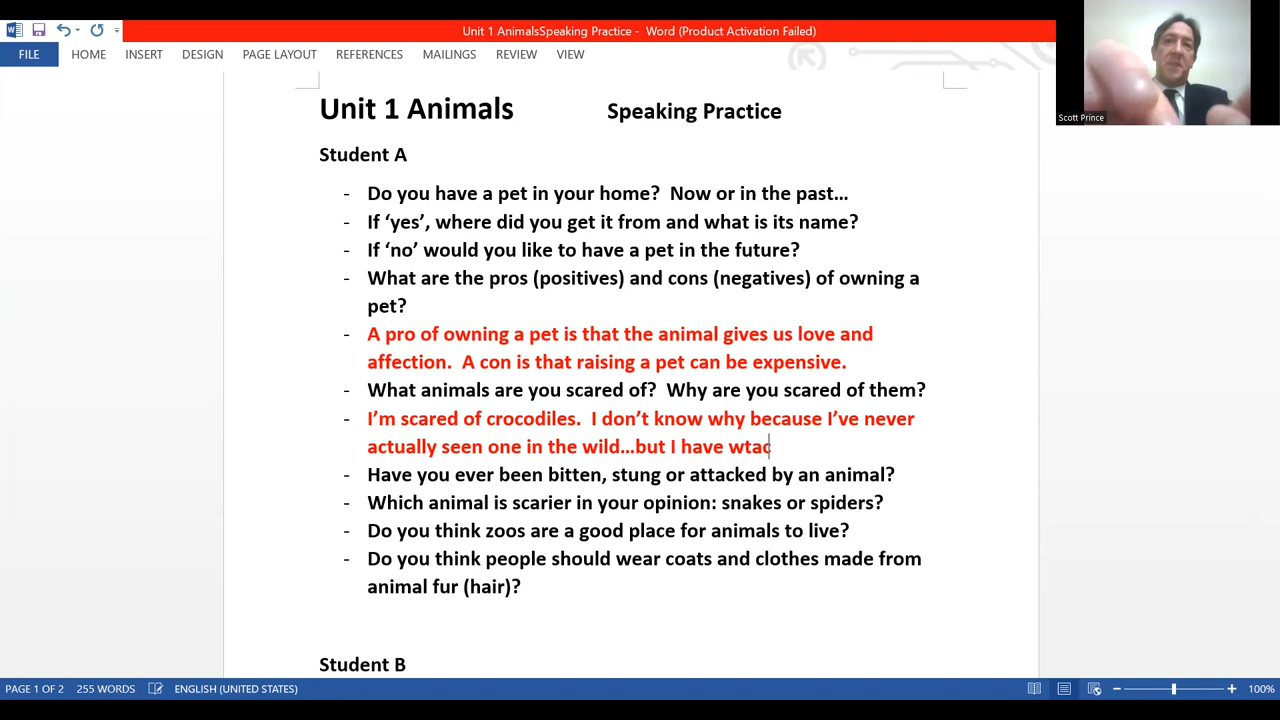 Unit 1 AnimalsSpeaking Practice - Word (Product Activation Failed)
FILE HOME INSERT DESIGN PAGE LAYOUT REFERENCES MAILINGS REVIEW VIEW
Scott Prince
Unit 1 Animals Speaking Practice
Student A
- Do you have a pet in your home? Now or in the past…
- If ‘yes’, where did you get it from and what is its name?
- If ‘no’ would you like to have a pet in the future?
- What are the pros (positives) and cons (negatives) of owning a
pet?
- A pro of owning a pet is that the animal gives us love and
affection. A con is that raising a pet can be expensive.
- What animals are you scared of? Why are you scared of them?
- I’m scared of crocodiles. I don’t know why because I’ve never
actually seen one in the wild…but I have wtac
- Have you ever been bitten, stung or attacked by an animal?
- Which animal is scarier in your opinion: snakes or spiders?
- Do you think zoos are a good place for animals to live?
- Do you think people should wear coats and clothes made from
animal fur (hair)?
Student B
PAGE 1 OF 2 255 WORDS ENGLISH (UNITED STATES) 100%